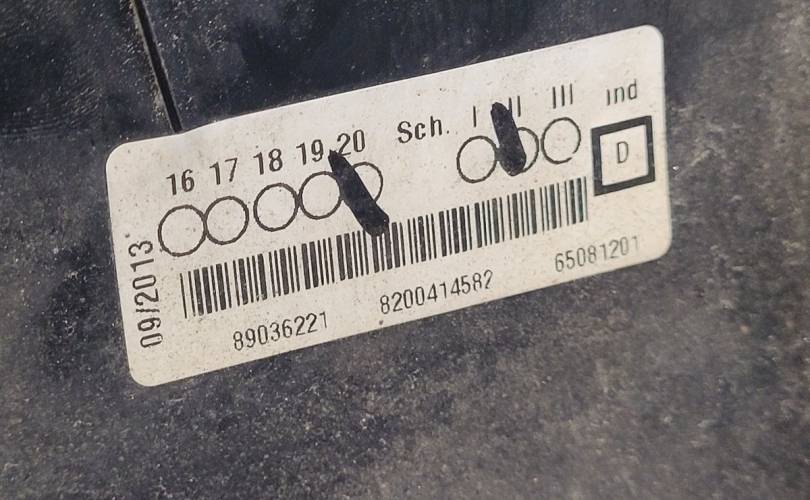 16 17 18 19 20 Sch. I II III ind
D
09/2013
89036221 8200414582 65081201